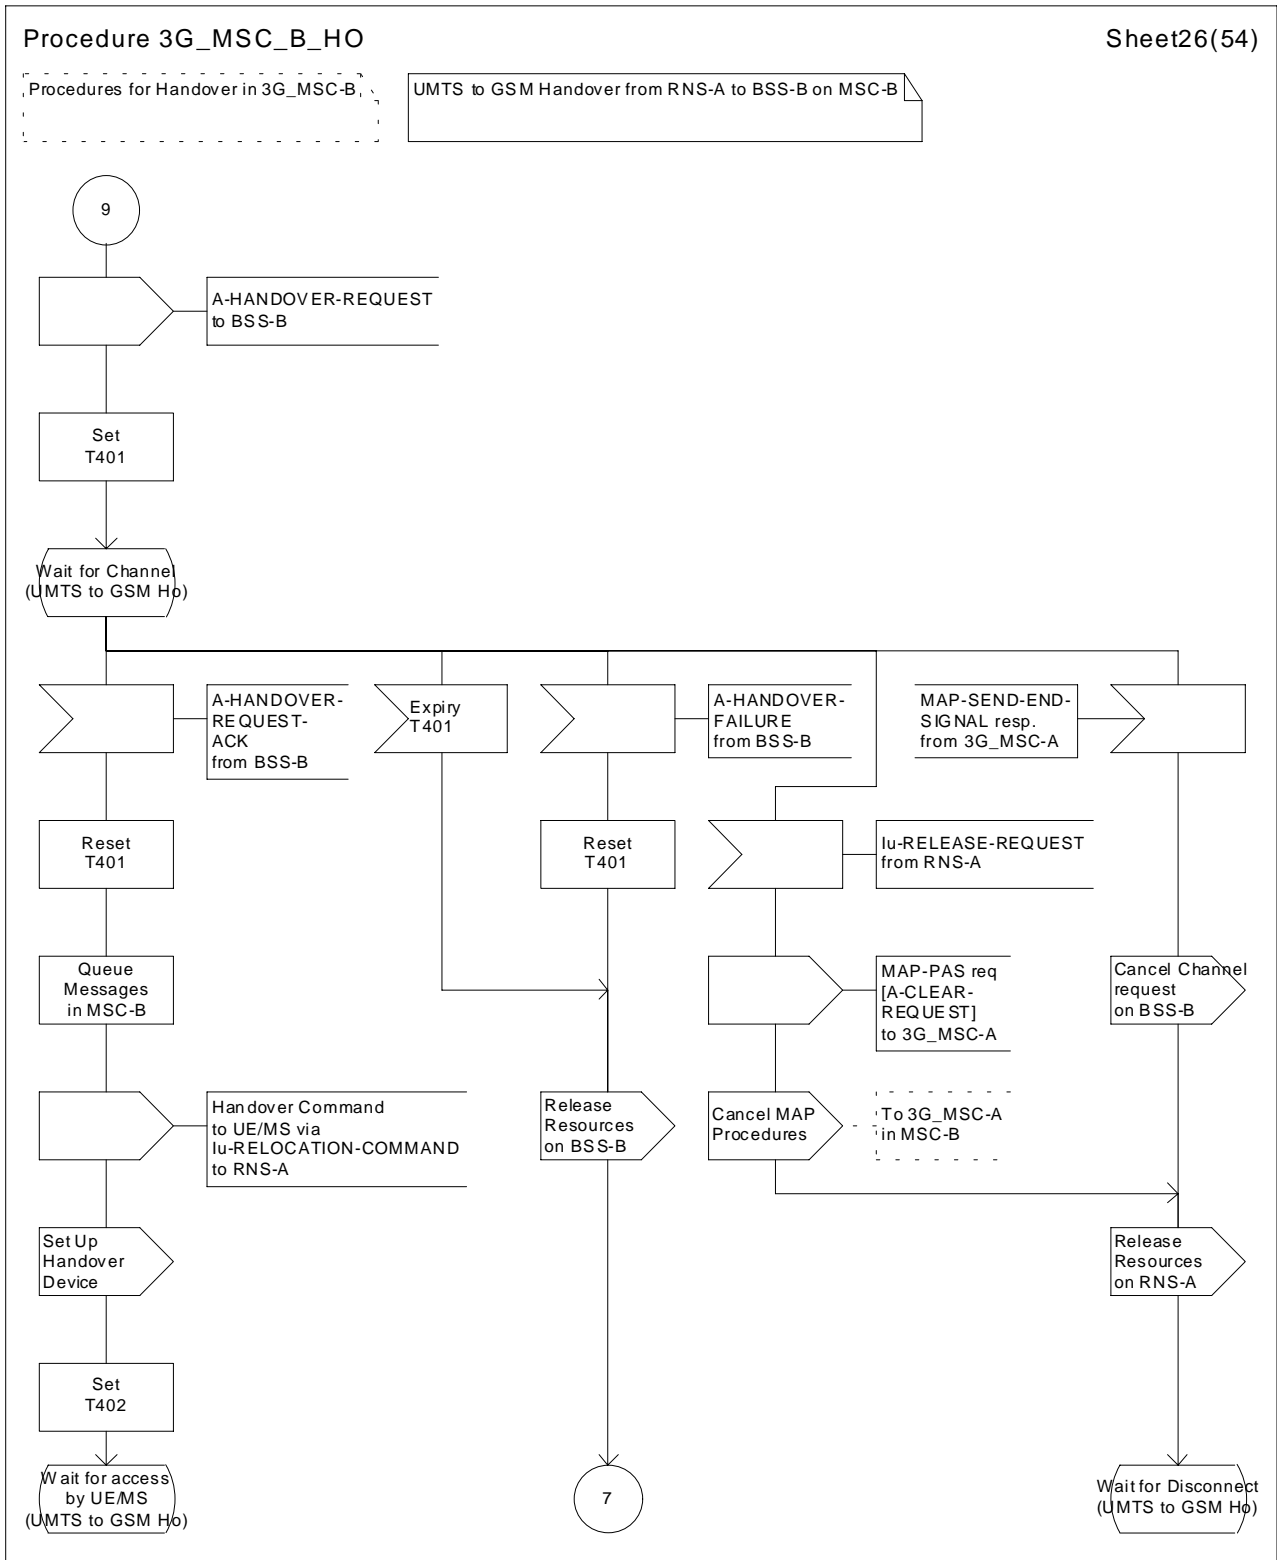 Procedure 3G_MSC_B_HO
Sheet26(54)
Procedures for Handover in 3G_MSC-B
UMTS to GSM Handover from RNS-A to BSS-B on MSC-B
9
A-HANDOVER-REQUEST
to BSS-B
Set
T401
Wait for Channel
(UMTS to GSM Ho)
A-HANDOVER-
REQUEST-
ACK
from BSS-B
Expiry
T401
A-HANDOVER-
FAILURE
from BSS-B
MAP-SEND-END-
SIGNAL resp.
from 3G_MSC-A
Reset
T401
Reset
T401
Iu-RELEASE-REQUEST
from RNS-A
Queue
Messages
in MSC-B
MAP-PAS req
[A-CLEAR-
REQUEST]
to 3G_MSC-A
Cancel Channel
request
on BSS-B
Handover Command
to UE/MS via
Iu-RELOCATION-COMMAND
to RNS-A
Release
Resources
on BSS-B
Cancel MAP
Procedures
To 3G_MSC-A
in MSC-B
Set Up
Handover
Device
Release
Resources
on RNS-A
Set
T402
Wait for access
by UE/MS
(UMTS to GSM Ho)
7
Wait for Disconnect
(UMTS to GSM Ho)